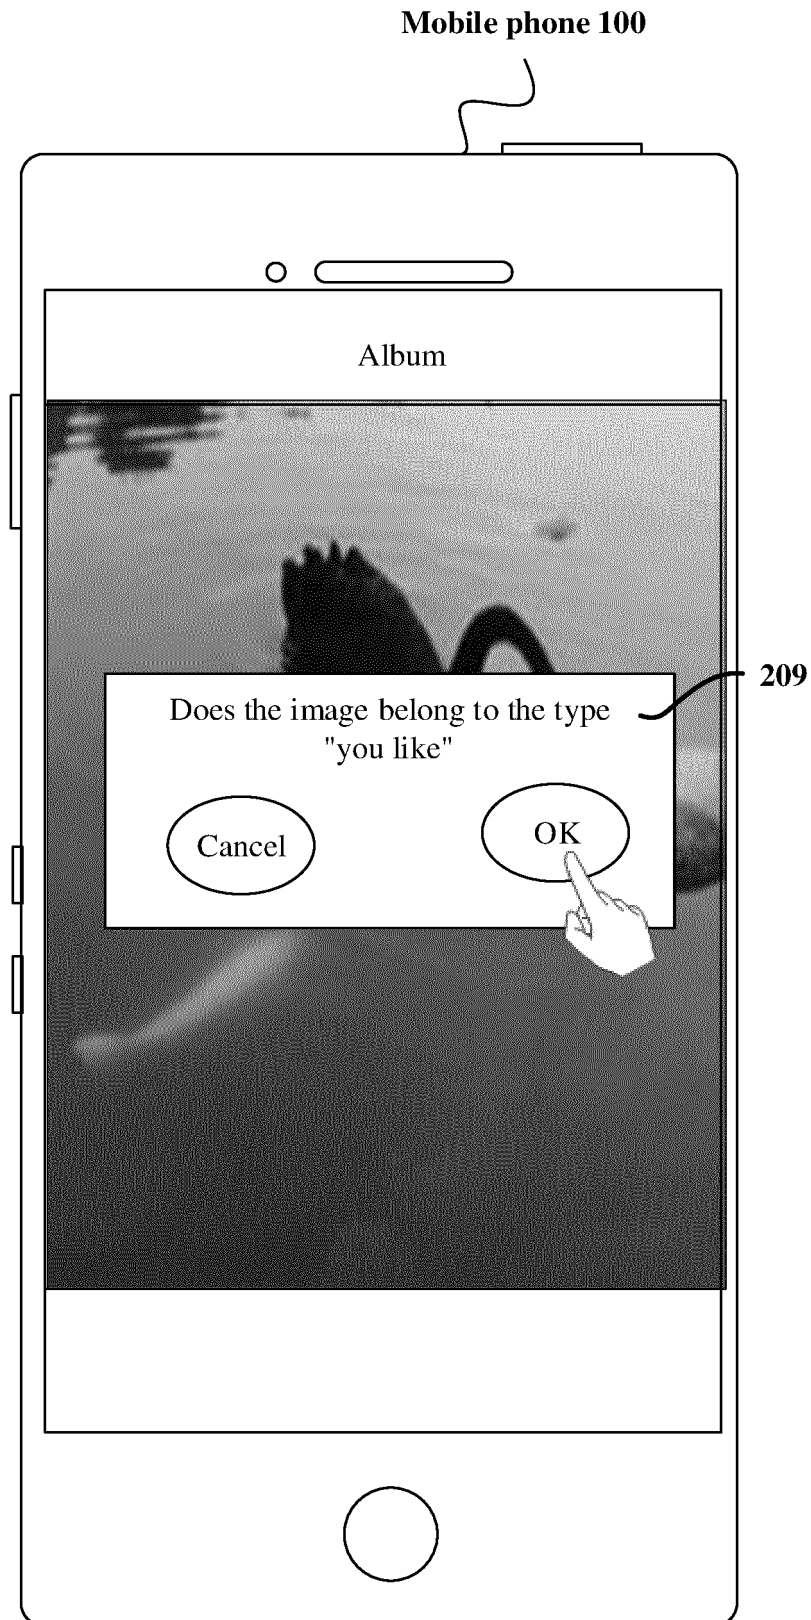 Mobile phone 100
Album
Does the image belong to the type
"you like"
209
Cancel
OK